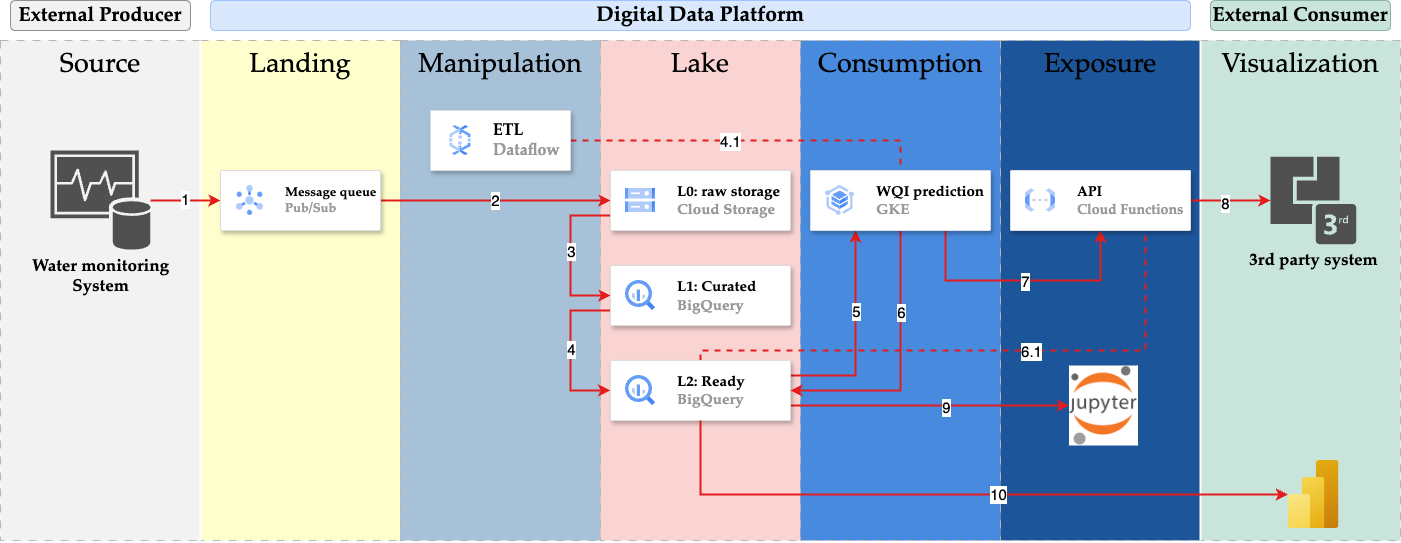 External Producer
Digital Data Platform
External Consumer
Source
Landing
Manipulation
Lake
Consumption
Exposure
Visualization
ETL
Dataflow
4.1
Water monitoring
System
1
Message queue
Pub/Sub
2
L0: raw storage
Cloud Storage
WQI prediction
GKE
API
Cloud Functions
8
3rd
3rd party system
3
L1: Curated
BigQuery
7
5
6
4
6.1
L2: Ready
BigQuery
9
jupyter
10